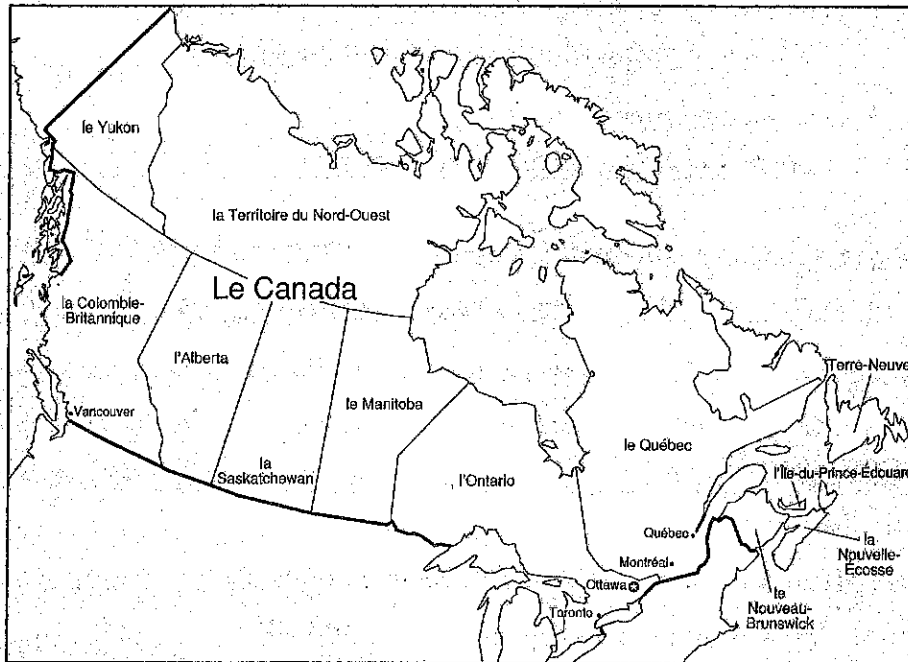 le Yukon
la Territoire du Nord-Ouest
Le Canada
la Colombie-
Britannique
l'Alberta
Terre-Neuve
le Manitoba
Vancouver
le Québec
la
Saskatchewan
l'Ontario
l'Île-du-Prince-Édouard
Québec
la
Nouvelle-
Écosse
Montréal
Ottawa
le
Nouveau-
Brunswick
Toronto